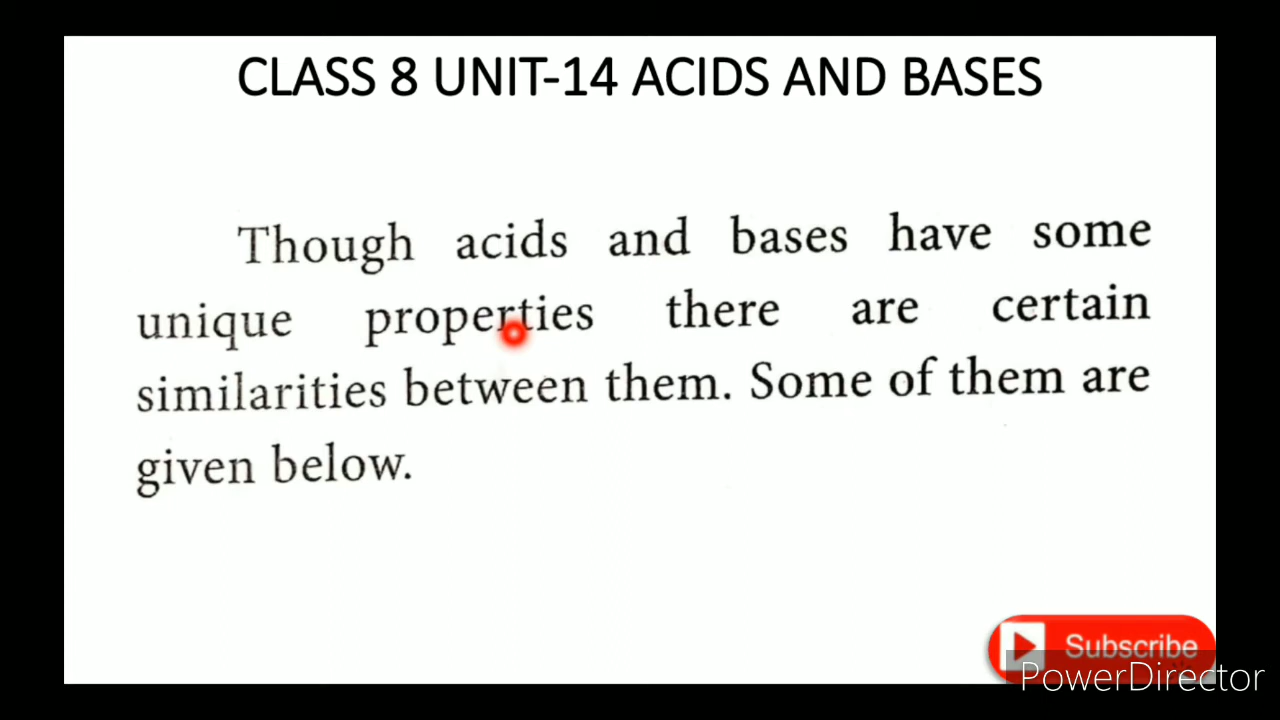 CLASS 8 UNIT-14 ACIDS AND BASES
Though acids and bases have some
unique properties there are certain
similarities between them. Some of them are
given below.
Subscribe
PowerDirector